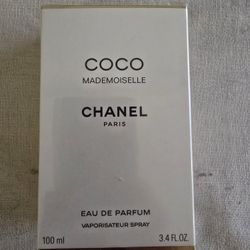 COCO
MADEMOISELLE
CHANEL
PARIS
EAU DE PARFUM
VAPORISATEUR SPRAY
100 ml 3.4 FL.OZ.